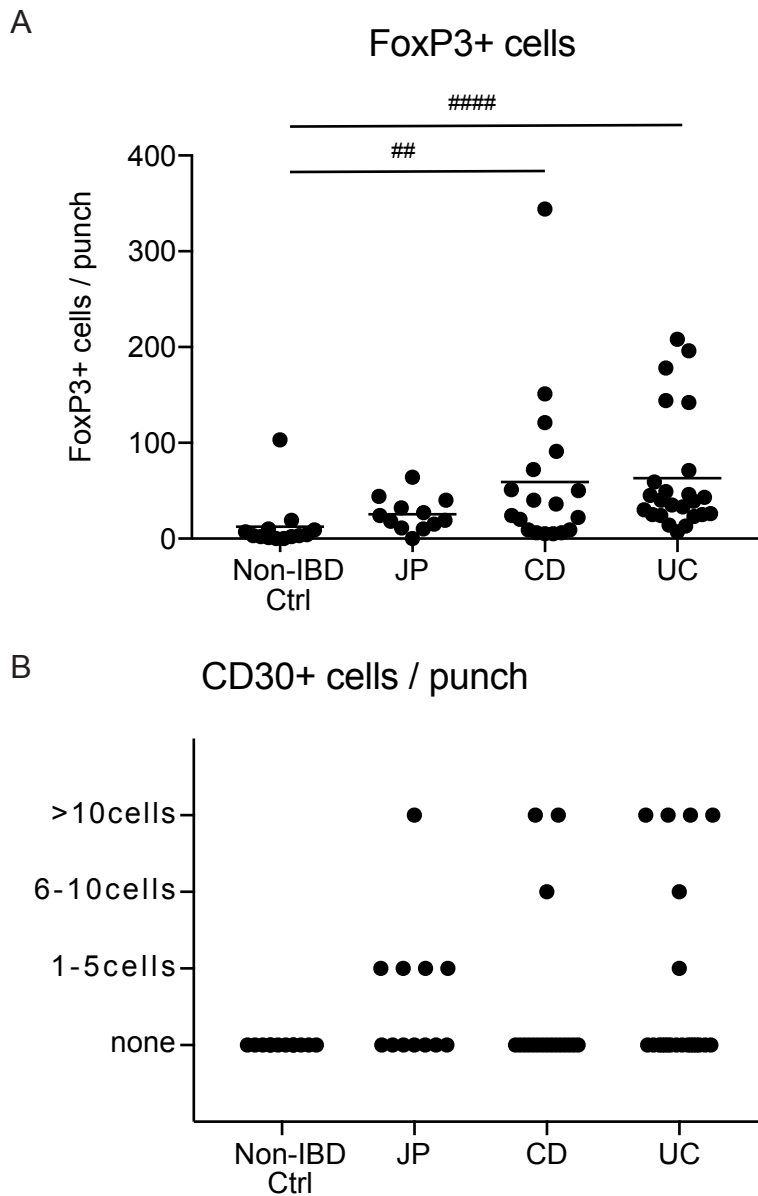 A
FoxP3+ cells
####
##
FoxP3+ cells / punch
400
300
200
100
0
Non-IBD
Ctrl
JP
CD
UC
B
CD30+ cells / punch
>10cells
6-10cells
1-5cells
none
Non-IBD
Ctrl
JP
CD
UC